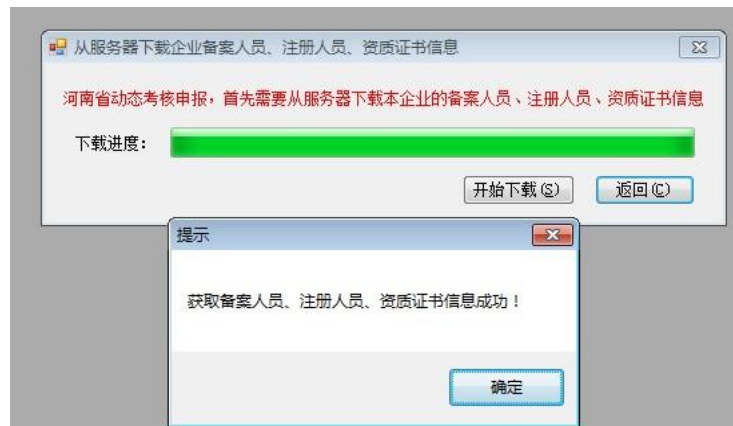 从服务器下载企业备案人员、注册人员、资质证书信息
河南省动态考核申报，首先需要从服务器下载本企业的备案人员、注册人员、资质证书信息
下载进度：
开始下载(S)
返回(C)
提示
获取备案人员、注册人员、资质证书信息成功！
确定